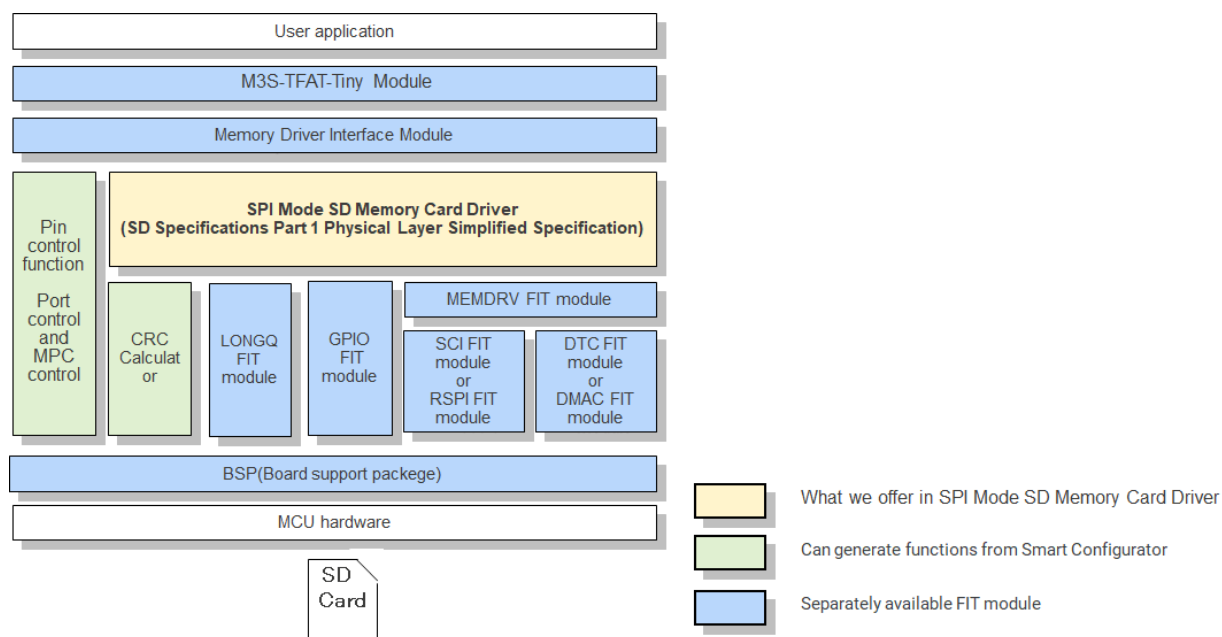 User application
M3S-TFAT-Tiny Module
Memory Driver Interface Module
SPI Mode SD Memory Card Driver
(SD Specifications Part 1 Physical Layer Simplified Specification)
Pin
control
function
Port
control
and
MPC
control
CRC
Calculat
or
LONGQ
FIT
module
GPIO
FIT
module
MEMDRV FIT module
SCI FIT
module
or
RSPI FIT
module
DTC FIT
module
or
DMAC FIT
module
BSP(Board support packege)
MCU hardware
SD
Card
What we offer in SPI Mode SD Memory Card Driver
Can generate functions from Smart Configurator
Separately available FIT module